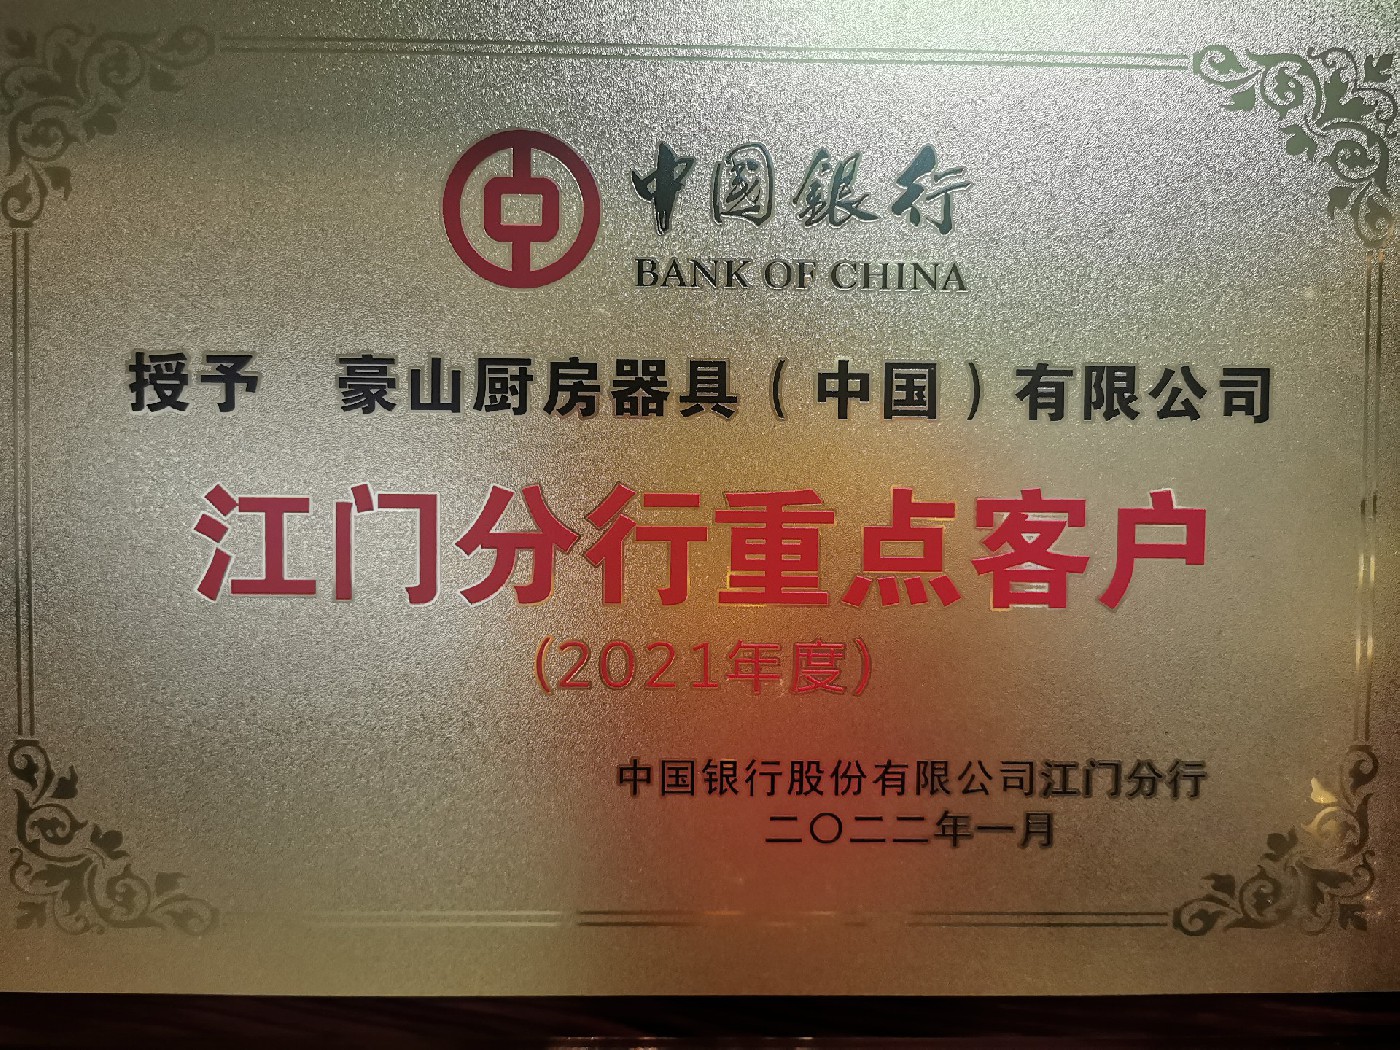 中國銀行
BANK OF CHINA
授予 豪山厨房器具（中国）有限公司
江门分行重点客户
(2021年度)
中国银行股份有限公司江门分行
二〇二二年一月